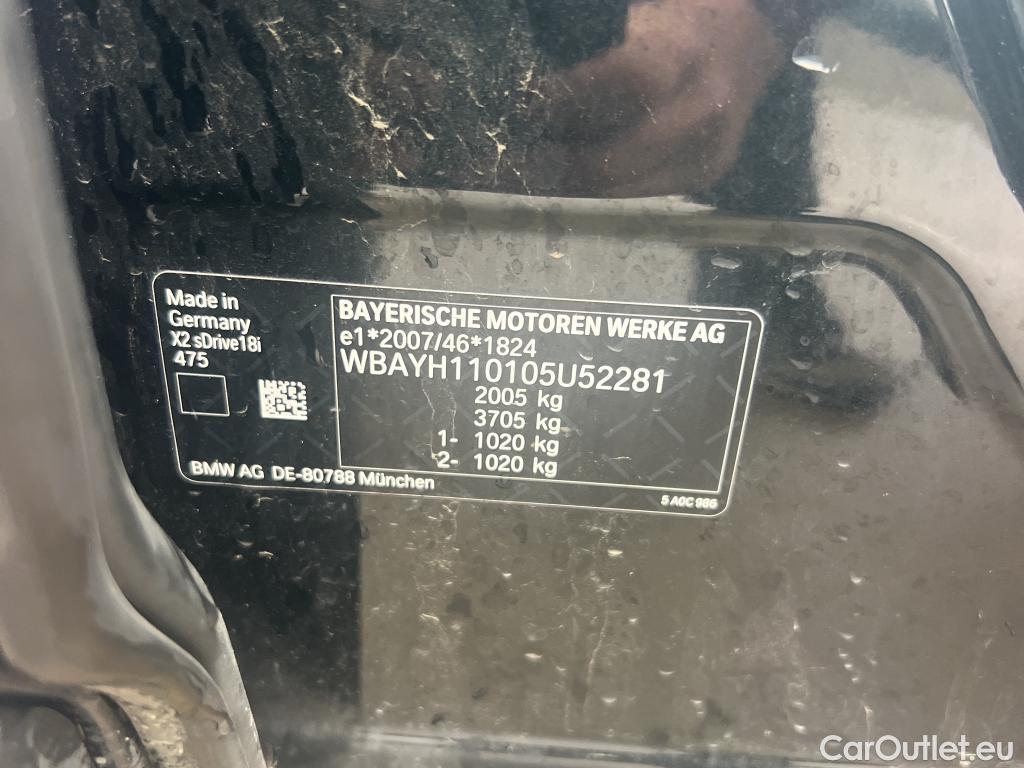 Made in
Germany
X2 sDrive18i
475
BAYERISCHE MOTOREN WERKE AG
e1*2007/46*1824
WBAYH110105U52281
2005 kg
3705 kg
1- 1020 kg
2- 1020 kg
BMW AG DE-80788 München
5 A0C 986
CarOutlet.eu